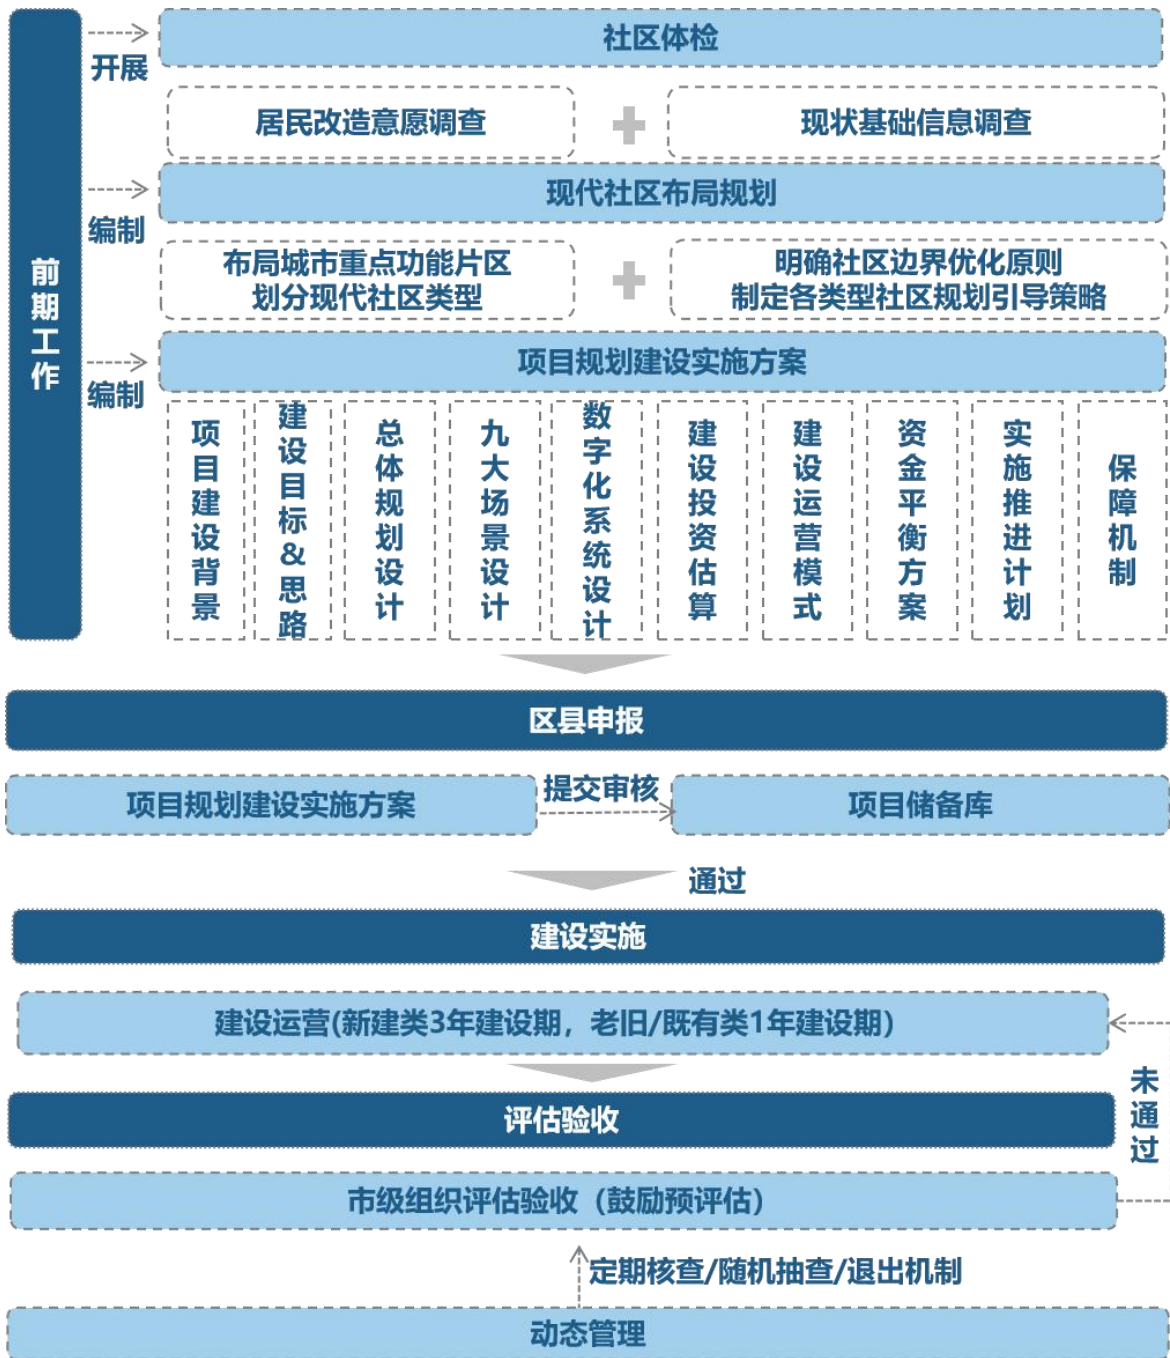 前期工作
开展
社区体检
居民改造意愿调查
现状基础信息调查
编制
现代社区布局规划
布局城市重点功能片区
划分现代社区类型
明确社区边界优化原则
制定各类型社区规划引导策略
编制
项目规划建设实施方案
项目建设背景
建设目标&思路
总体规划设计
九大场景设计
数字化系统设计
建设投资估算
建设运营模式
资金平衡方案
实施推进计划
保障机制
区县申报
项目规划建设实施方案
提交审核
项目储备库
通过
建设实施
建设运营(新建类3年建设期，老旧/既有类1年建设期)
未通过
评估验收
市级组织评估验收（鼓励预评估）
定期核查/随机抽查/退出机制
动态管理